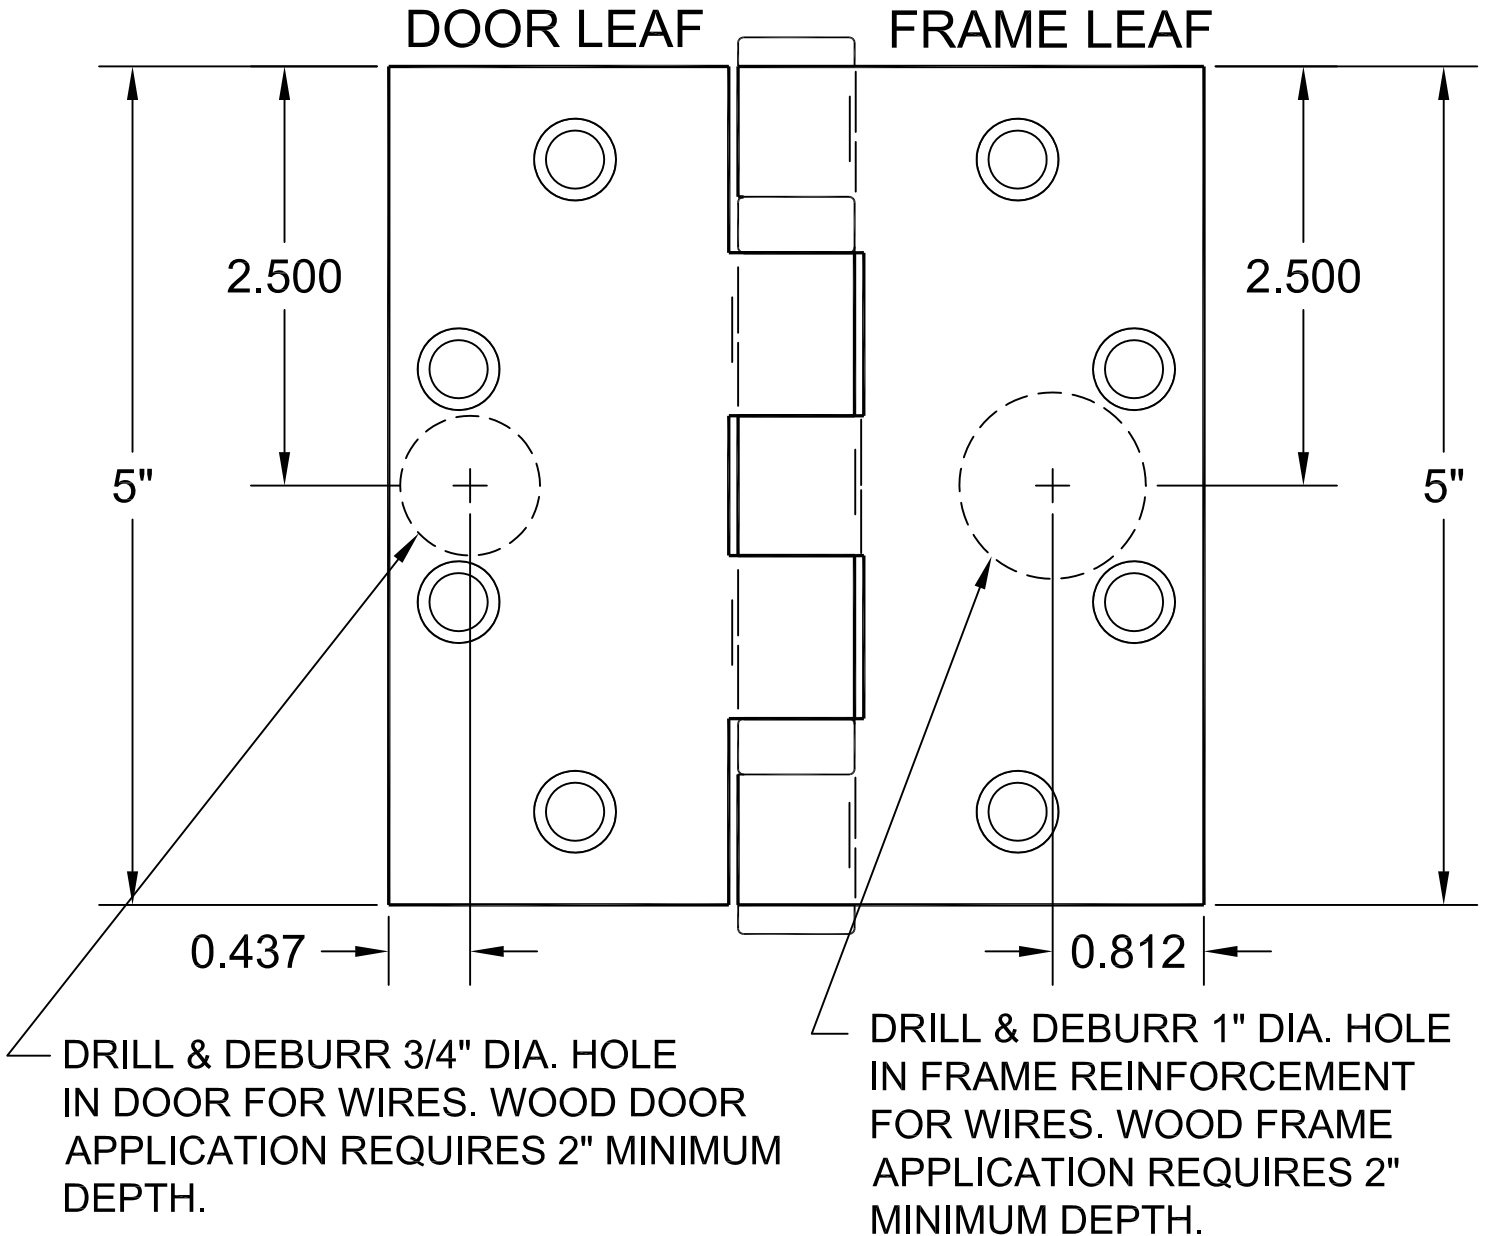 DOOR LEAF
FRAME LEAF
2.500
2.500
5"
5"
0.437
0.812
DRILL & DEBURR 3/4" DIA. HOLE
IN DOOR FOR WIRES. WOOD DOOR
APPLICATION REQUIRES 2" MINIMUM
DEPTH.
DRILL & DEBURR 1" DIA. HOLE
IN FRAME REINFORCEMENT
FOR WIRES. WOOD FRAME
APPLICATION REQUIRES 2"
MINIMUM DEPTH.